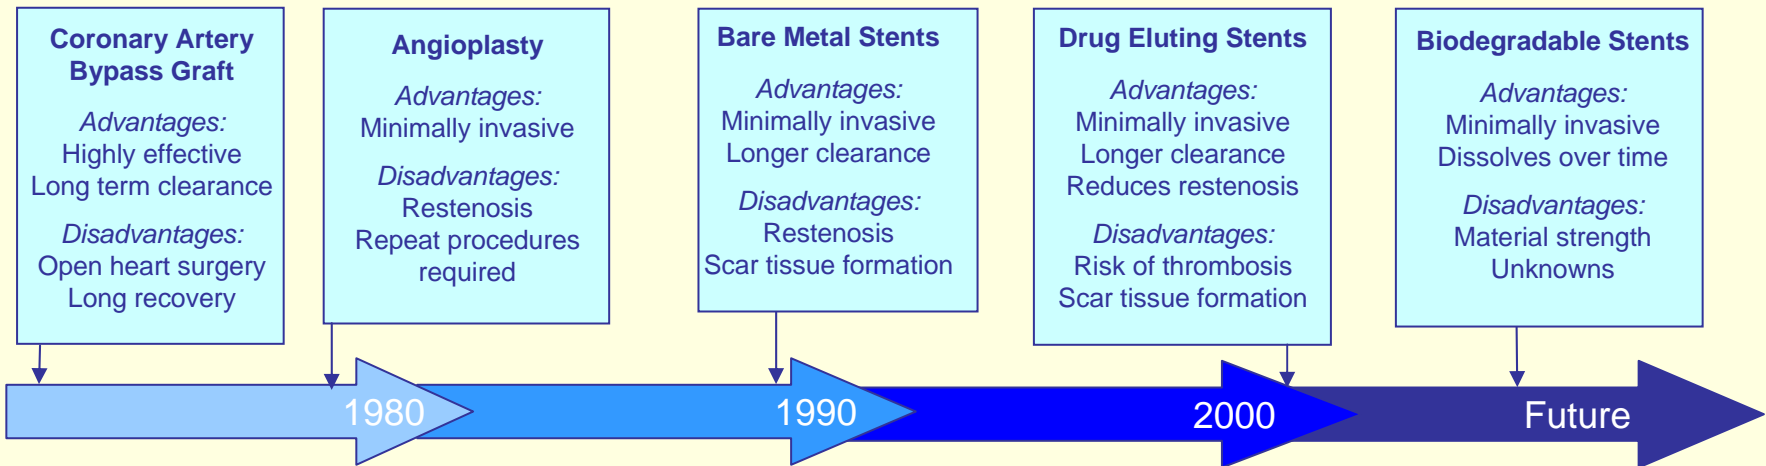 Coronary Artery
Bypass Graft
Advantages:
Highly effective
Long term clearance
Disadvantages:
Open heart surgery
Long recovery
Angioplasty
Advantages:
Minimally invasive
Disadvantages:
Restenosis
Repeat procedures
required
Bare Metal Stents
Advantages:
Minimally invasive
Longer clearance
Disadvantages:
Restenosis
Scar tissue formation
Drug Eluting Stents
Advantages:
Minimally invasive
Longer clearance
Reduces restenosis
Disadvantages:
Risk of thrombosis
Scar tissue formation
Biodegradable Stents
Advantages:
Minimally invasive
Dissolves over time
Disadvantages:
Material strength
Unknowns
1980
1990
2000
Future